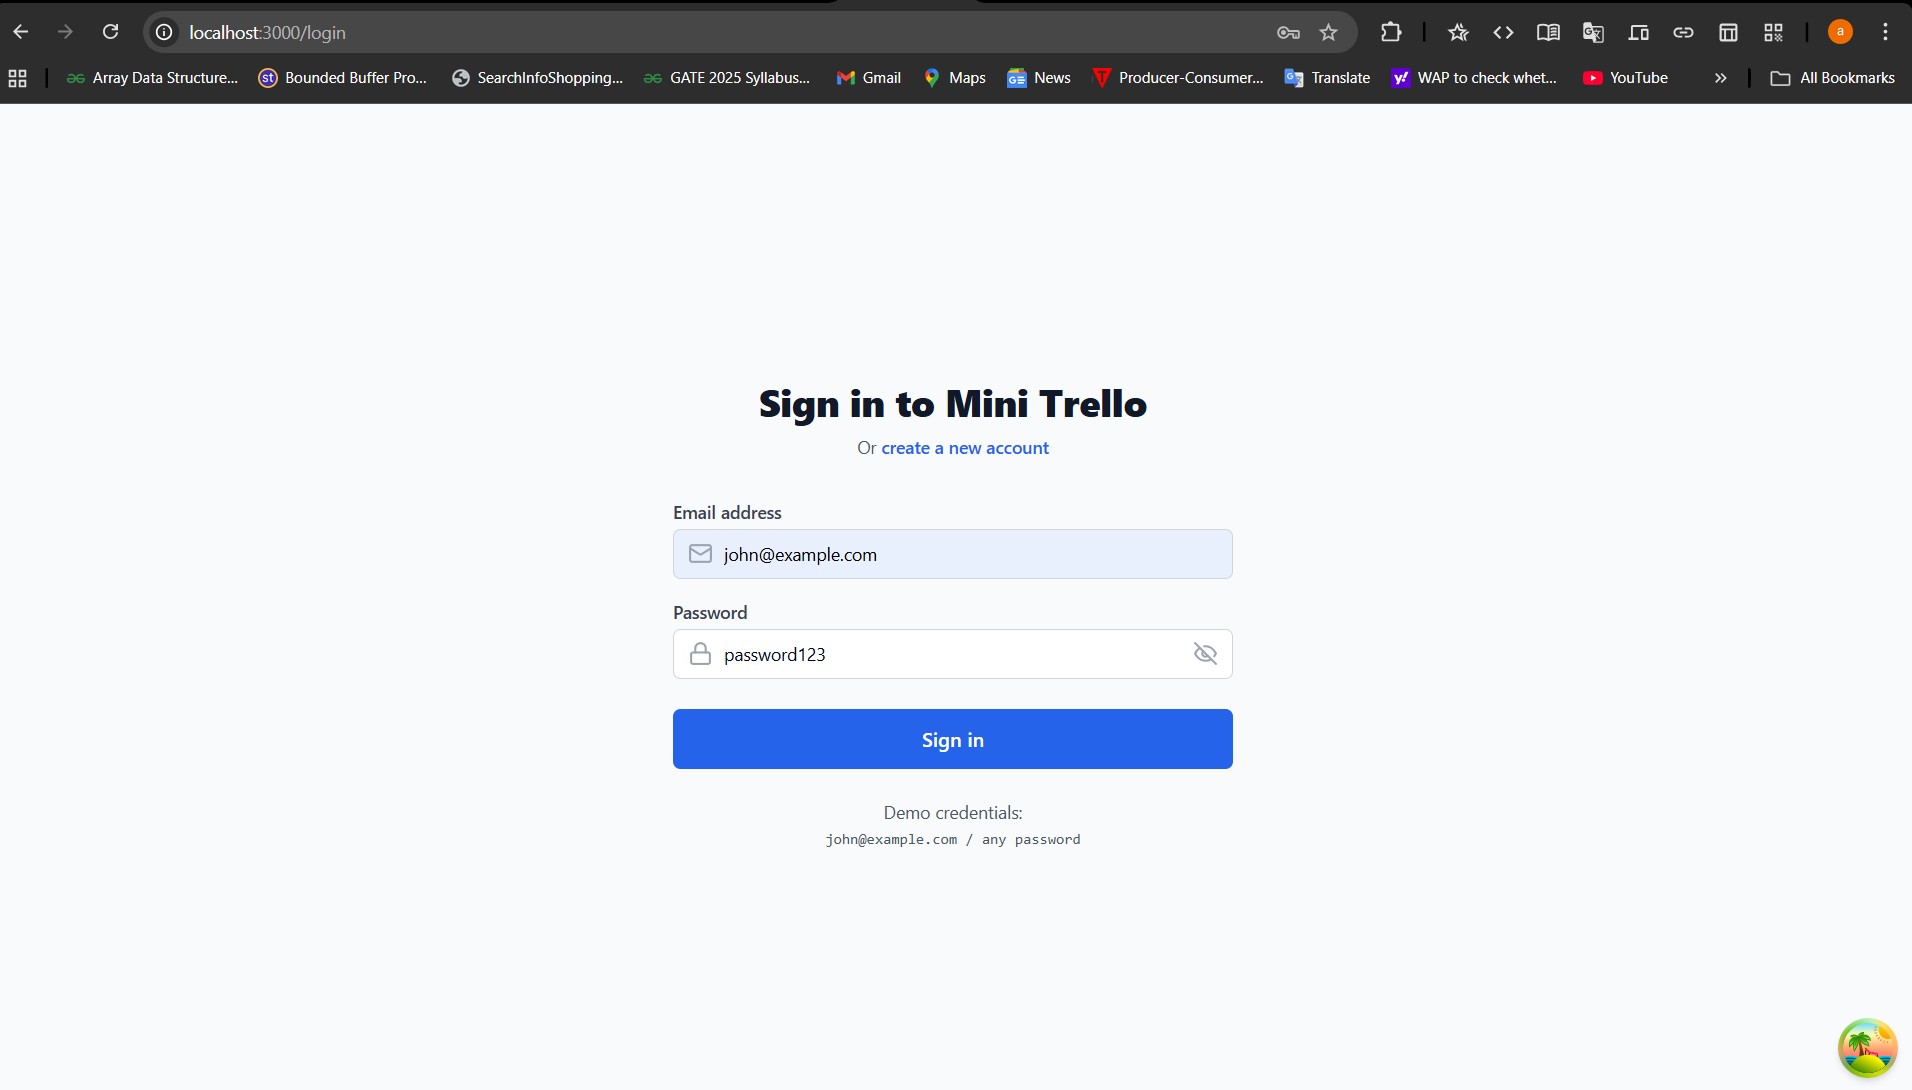 localhost:3000/login
a
Array Data Structure... Bounded Buffer Pro... SearchInfoShopping... GATE 2025 Syllabus... Gmail Maps News Producer-Consumer... Translate WAP to check whet... YouTube » All Bookmarks
Sign in to Mini Trello
Or create a new account
Email address
john@example.com
Password
password123
Sign in
Demo credentials:
john@example.com / any password